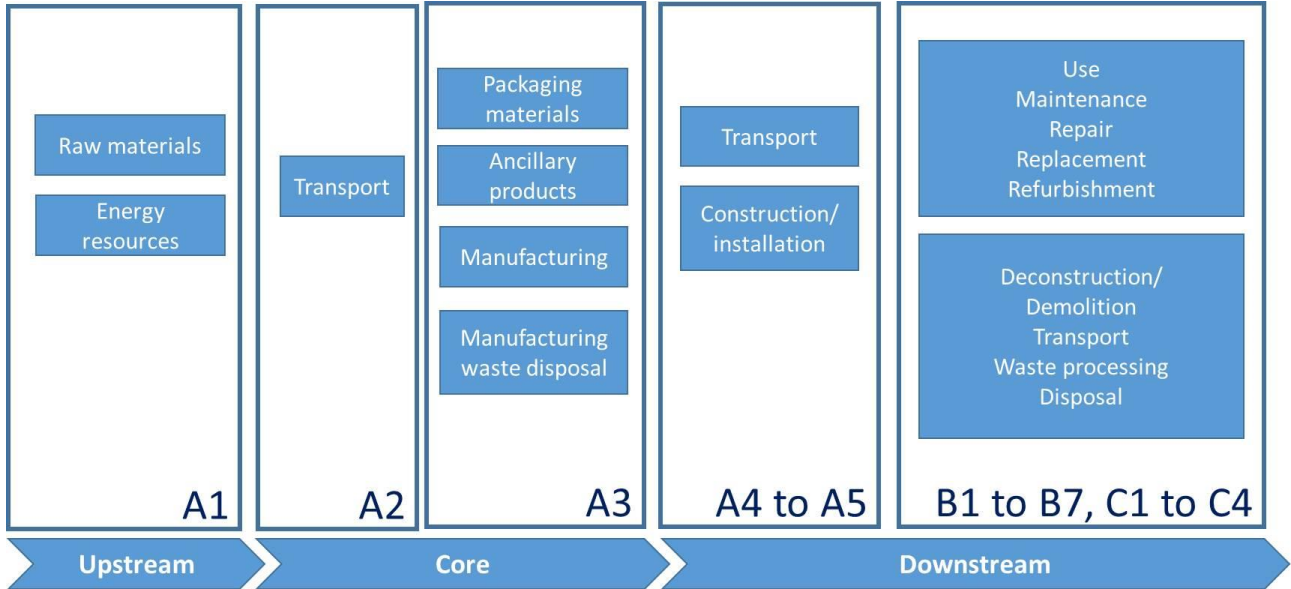 Raw materials
Energy
resources
A1
Transport
A2
Packaging
materials
Ancillary
products
Manufacturing
Manufacturing
waste disposal
A3
Transport
Construction/
installation
A4 to A5
Use
Maintenance
Repair
Replacement
Refurbishment
Deconstruction/
Demolition
Transport
Waste processing
Disposal
B1 to B7, C1 to C4
Upstream
Core
Downstream